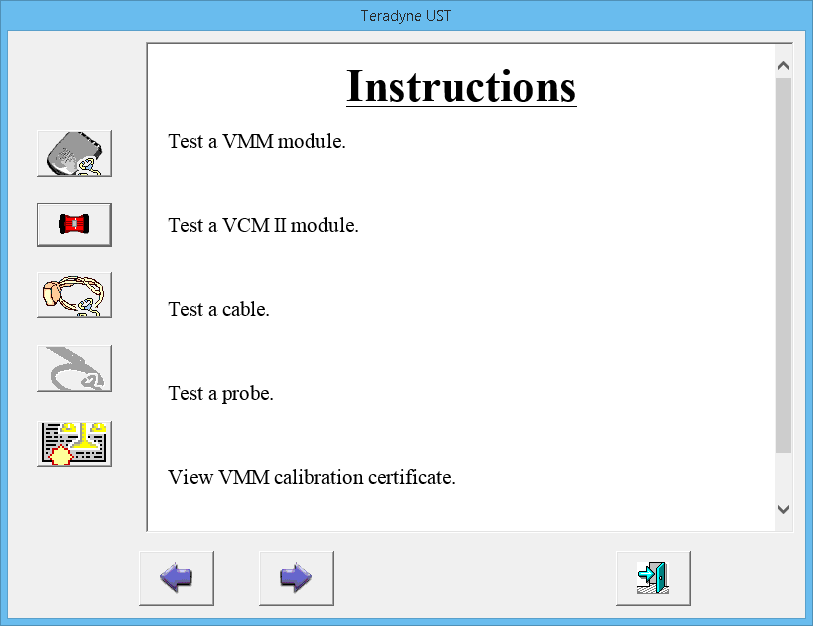 Teradyne UST
Instructions
Test a VMM module.
Test a VCM II module.
Test a cable.
Test a probe.
View VMM calibration certificate.